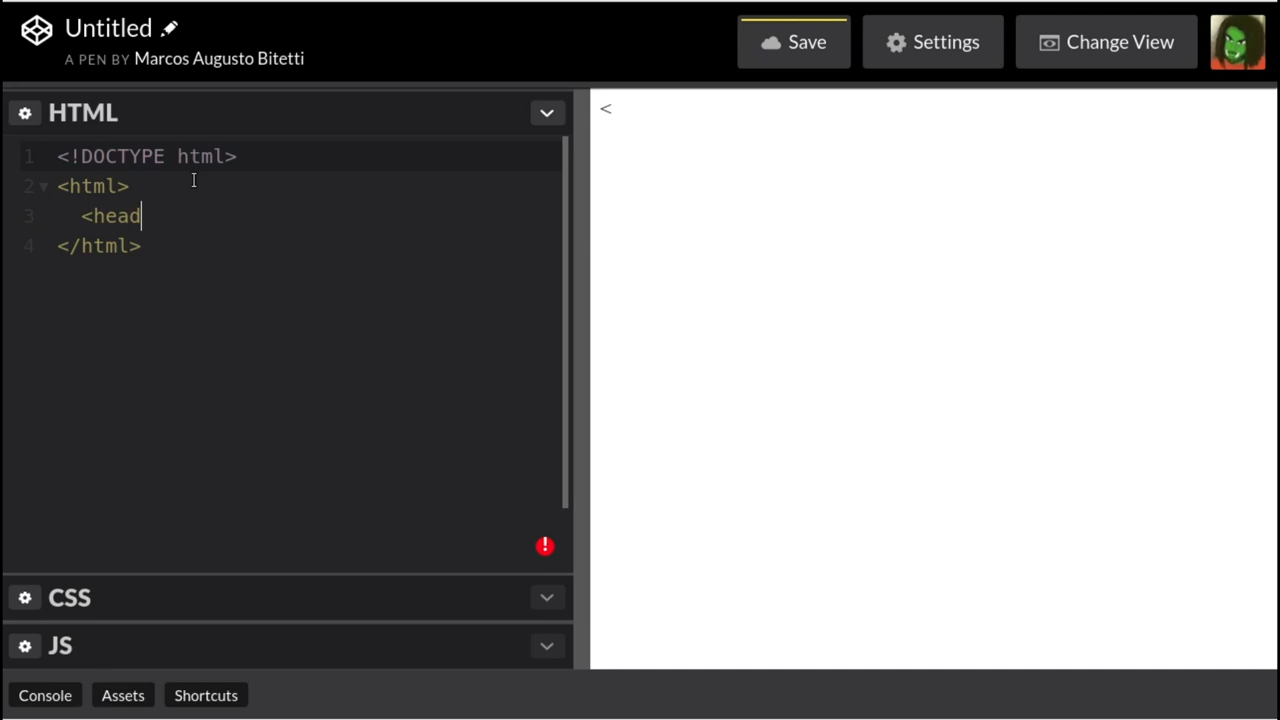 Untitled
A PEN BY Marcos Augusto Bitetti
Save
Settings
Change View
HTML
1 <!DOCTYPE html>
2 <html>
3 <head
4 </html>
<
CSS
JS
Console
Assets
Shortcuts